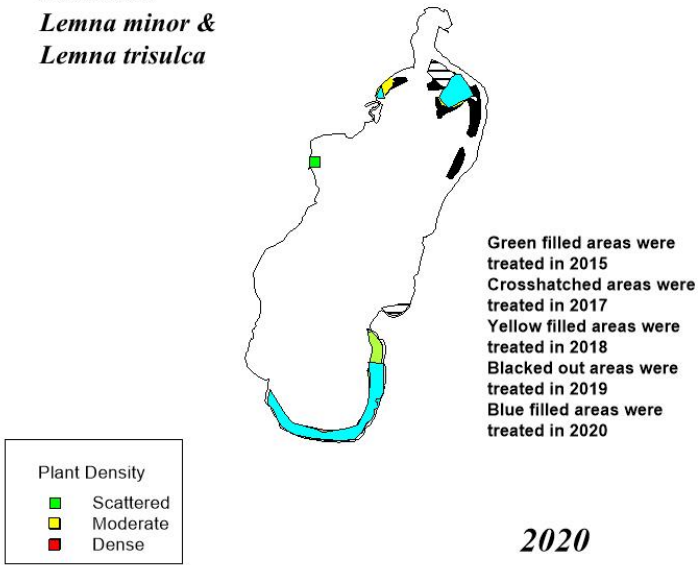 Lemna minor &
Lemna trisulca
Green filled areas were
treated in 2015
Crosshatched areas were
treated in 2017
Yellow filled areas were
treated in 2018
Blacked out areas were
treated in 2019
Blue filled areas were
treated in 2020
Plant Density
Scattered
Moderate
Dense
2020